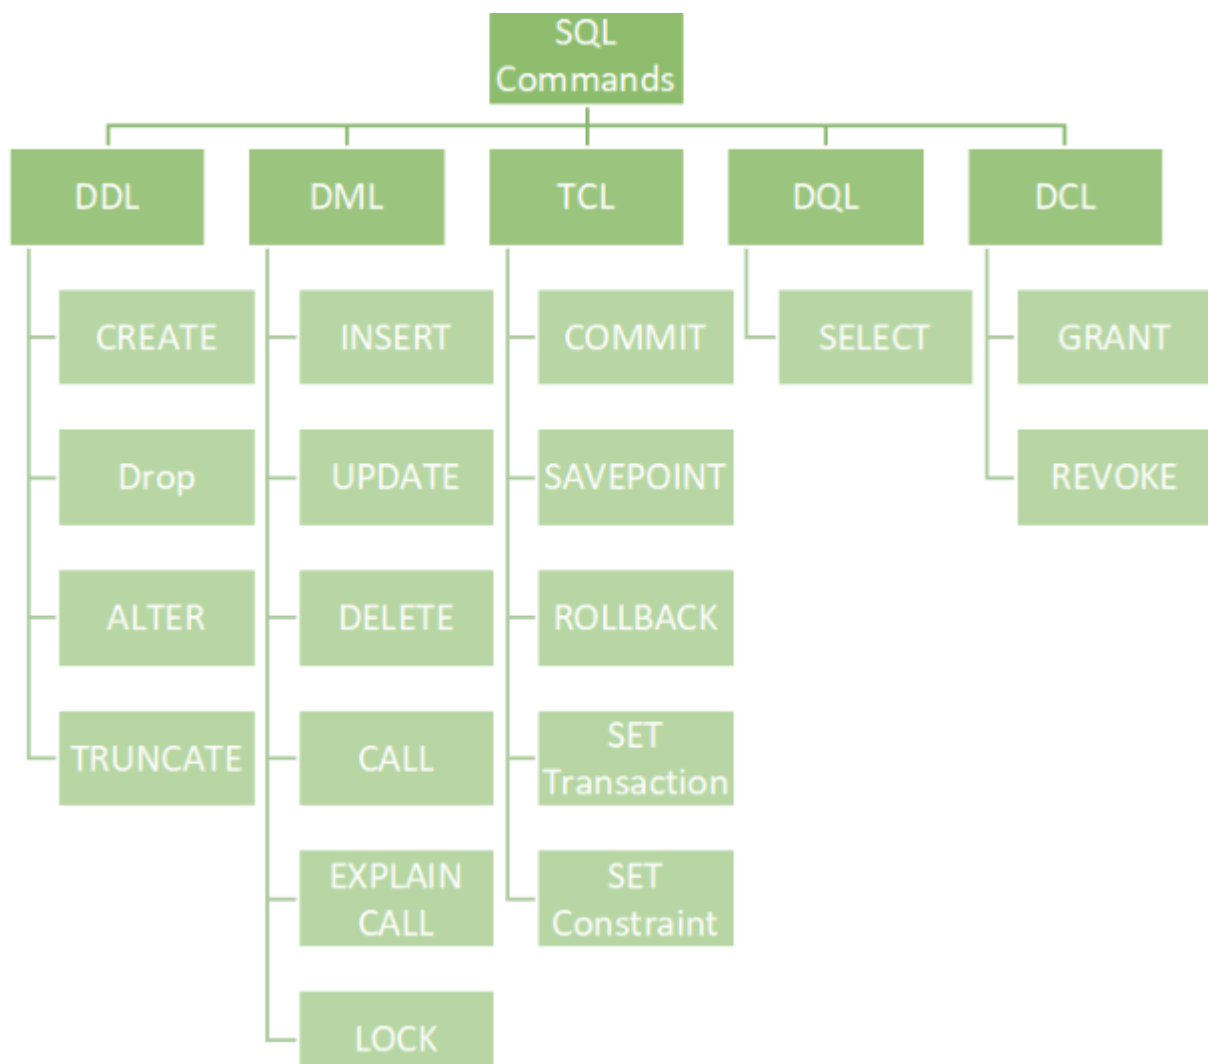 SQL
Commands
DDL
DML
TCL
DQL
DCL
CREATE
INSERT
COMMIT
SELECT
GRANT
Drop
UPDATE
SAVEPOINT
REVOKE
ALTER
DELETE
ROLLBACK
TRUNCATE
CALL
SET
Transaction
EXPLAIN
CALL
SET
Constraint
LOCK